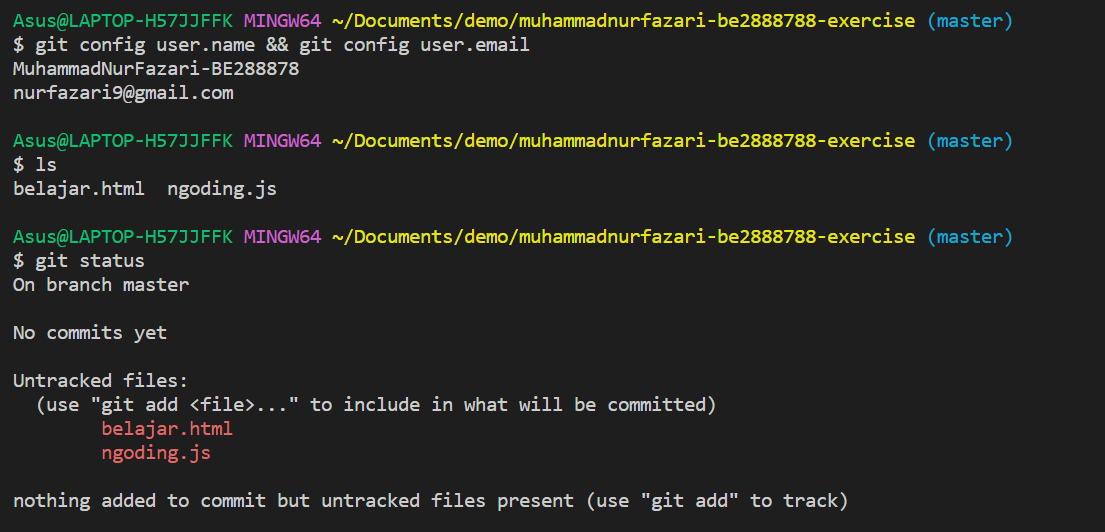 Asus@LAPTOP-H57JJFFK MINGW64 ~/Documents/demo/muhammadnurfazari-be2888788-exercise (master)
$ git config user.name && git config user.email
MuhammadNurFazari-BE288878
nurfazari9@gmail.com
Asus@LAPTOP-H57JJFFK MINGW64 ~/Documents/demo/muhammadnurfazari-be2888788-exercise (master)
$ ls
belajar.html  ngoding.js
Asus@LAPTOP-H57JJFFK MINGW64 ~/Documents/demo/muhammadnurfazari-be2888788-exercise (master)
$ git status
On branch master
No commits yet
Untracked files:
  (use "git add <file>..." to include in what will be committed)
        belajar.html
        ngoding.js
nothing added to commit but untracked files present (use "git add" to track)